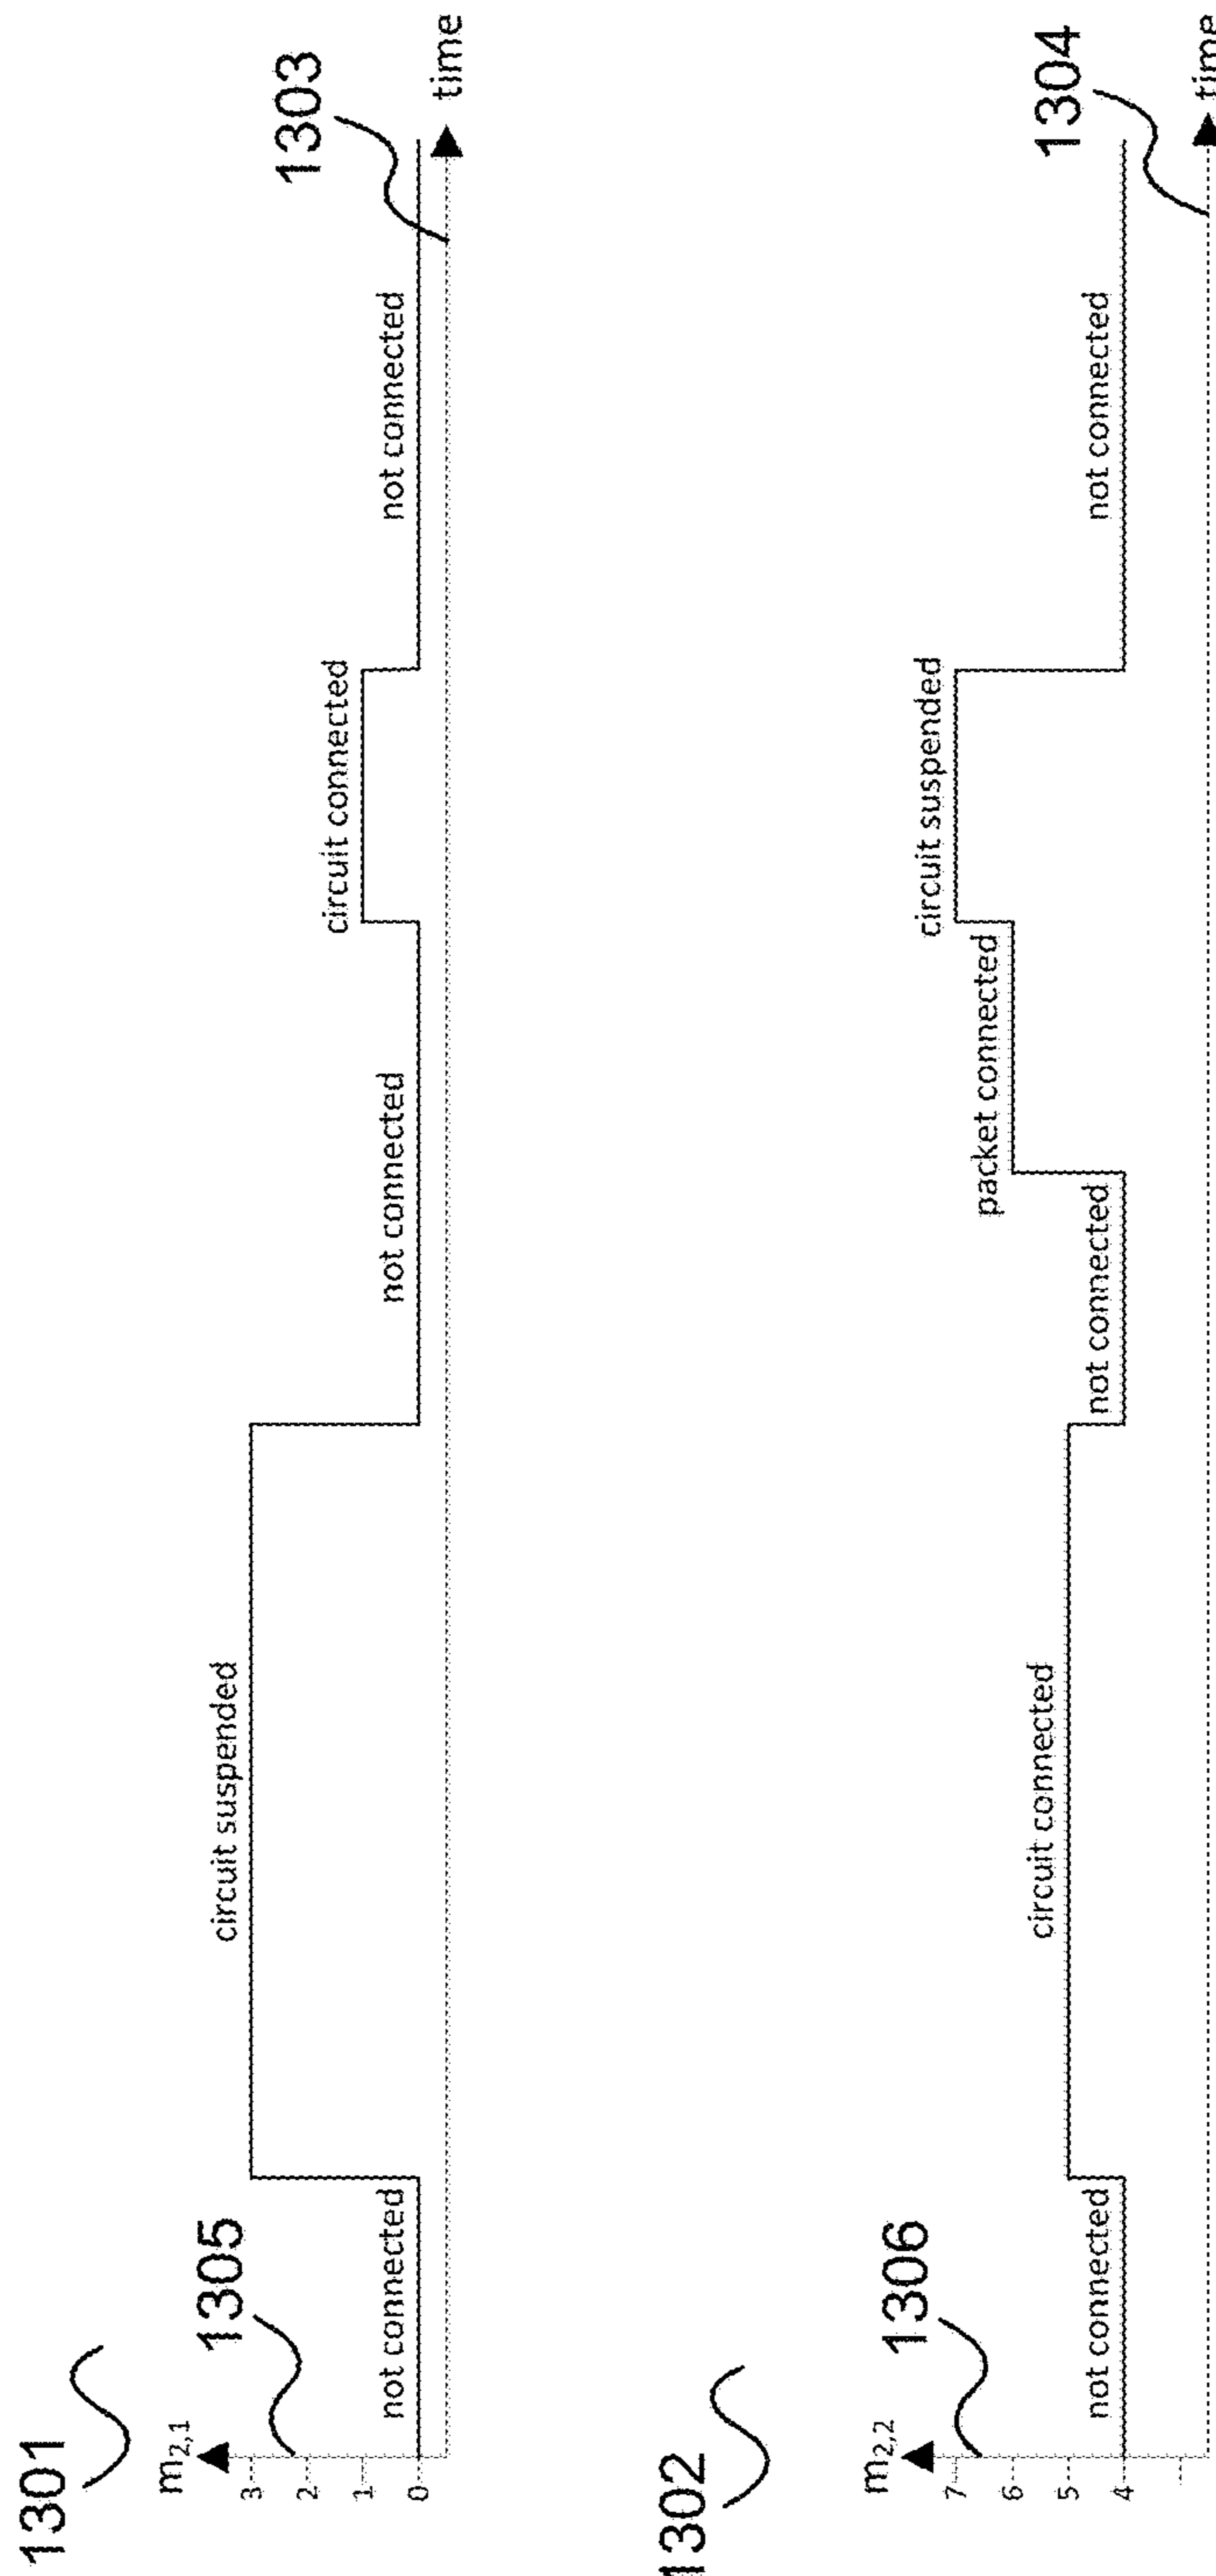 1301
m2,1
1305
3
2
1
0
not connected
circuit suspended
not connected
circuit connected
not connected
1303
time
1302
m2,2
1306
7
6
5
4
not connected
circuit connected
not connected
packet connected
circuit suspended
not connected
1304
time